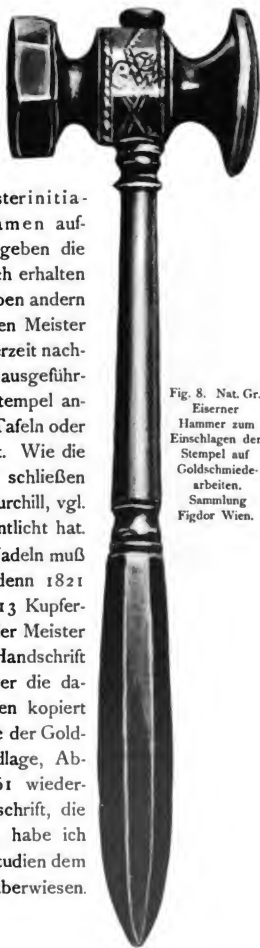 sterinitia-
amen auf-
geben die
ch erhalten
ben andern
en Meister
erzeit nach-
ausgeführ-
tempel an-
Tafeln oder
t. Wie die
schließen
urchill, vgl.
entlicht hat.
Nadeln muß
denn 1821
13 Kupfer-
er Meister
Handschrift
er die da-
en kopiert
e der Gold-
dlage, Ab-
61 wieder-
schrift, die
habe ich
tudien dem
überwiesen.
Fig. 8. Nat. Gr.
Eiserner
Hammer zum
Einschlagen der
Stempel auf
Goldschmiede-
arbeiten.
Sammlung
Figdor Wien.